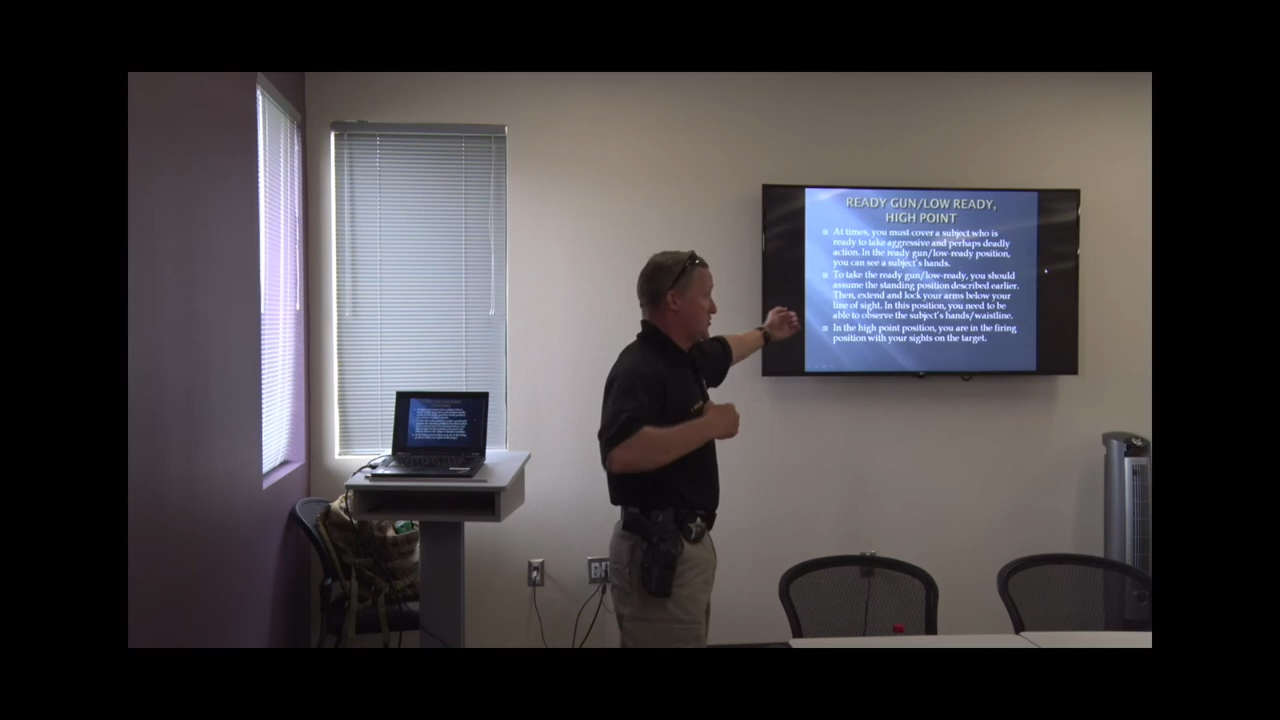 READY GUN/LOW READY,
HIGH POINT
At times, you must cover a subject who is
ready to take aggressive and perhaps deadly
action. In the ready gun/low-ready position,
you can see a subject's hands.
To take the ready gun/low-ready, you should
assume the standing position described earlier.
Then, extend and lock your arms below your
line of sight. In this position, you need to be
able to observe the subject's hands/waistline.
In the high point position, you are in the firing
position with your sights on the target.